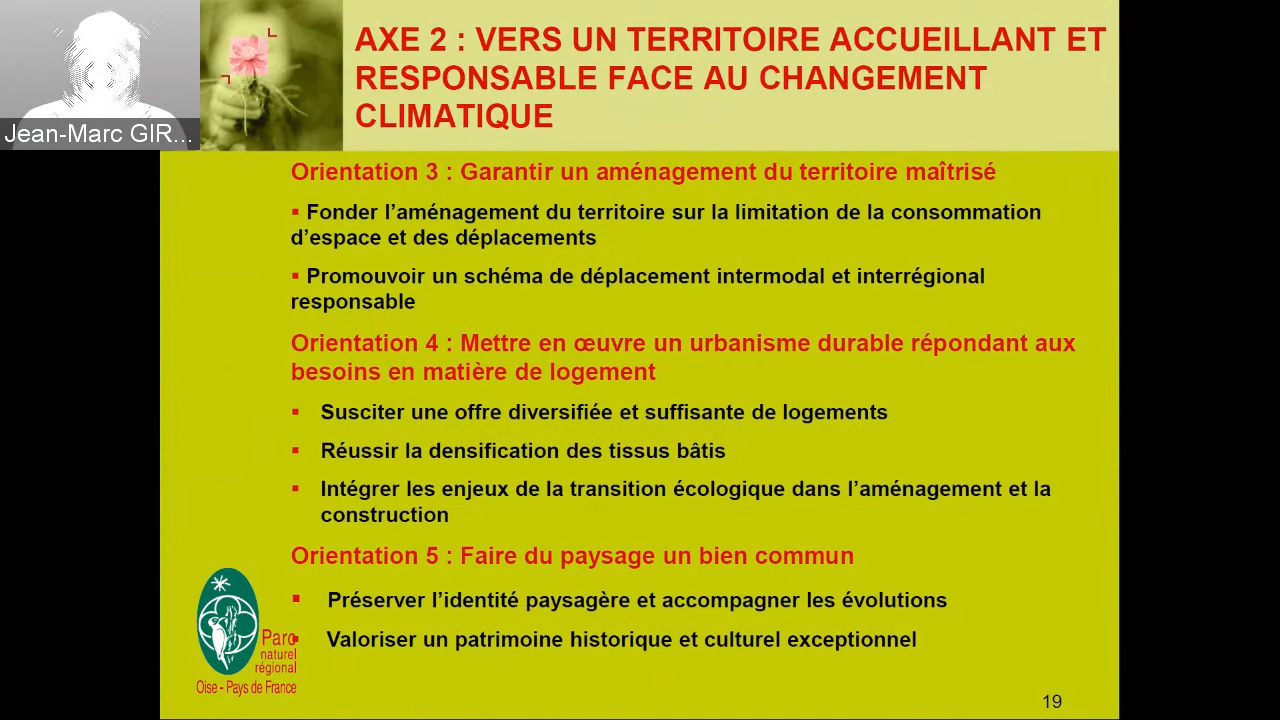 Jean-Marc GIR...
AXE 2 : VERS UN TERRITOIRE ACCUEILLANT ET
RESPONSABLE FACE AU CHANGEMENT
CLIMATIQUE
Orientation 3 : Garantir un aménagement du territoire maîtrisé
▪ Fonder l’aménagement du territoire sur la limitation de la consommation
d’espace et des déplacements
▪ Promouvoir un schéma de déplacement intermodal et interrégional
responsable
Orientation 4 : Mettre en œuvre un urbanisme durable répondant aux
besoins en matière de logement
▪ Susciter une offre diversifiée et suffisante de logements
▪ Réussir la densification des tissus bâtis
▪ Intégrer les enjeux de la transition écologique dans l’aménagement et la
construction
Orientation 5 : Faire du paysage un bien commun
▪ Préserver l’identité paysagère et accompagner les évolutions
▪ Valoriser un patrimoine historique et culturel exceptionnel
Parc
naturel
régional
Oise - Pays de France
19